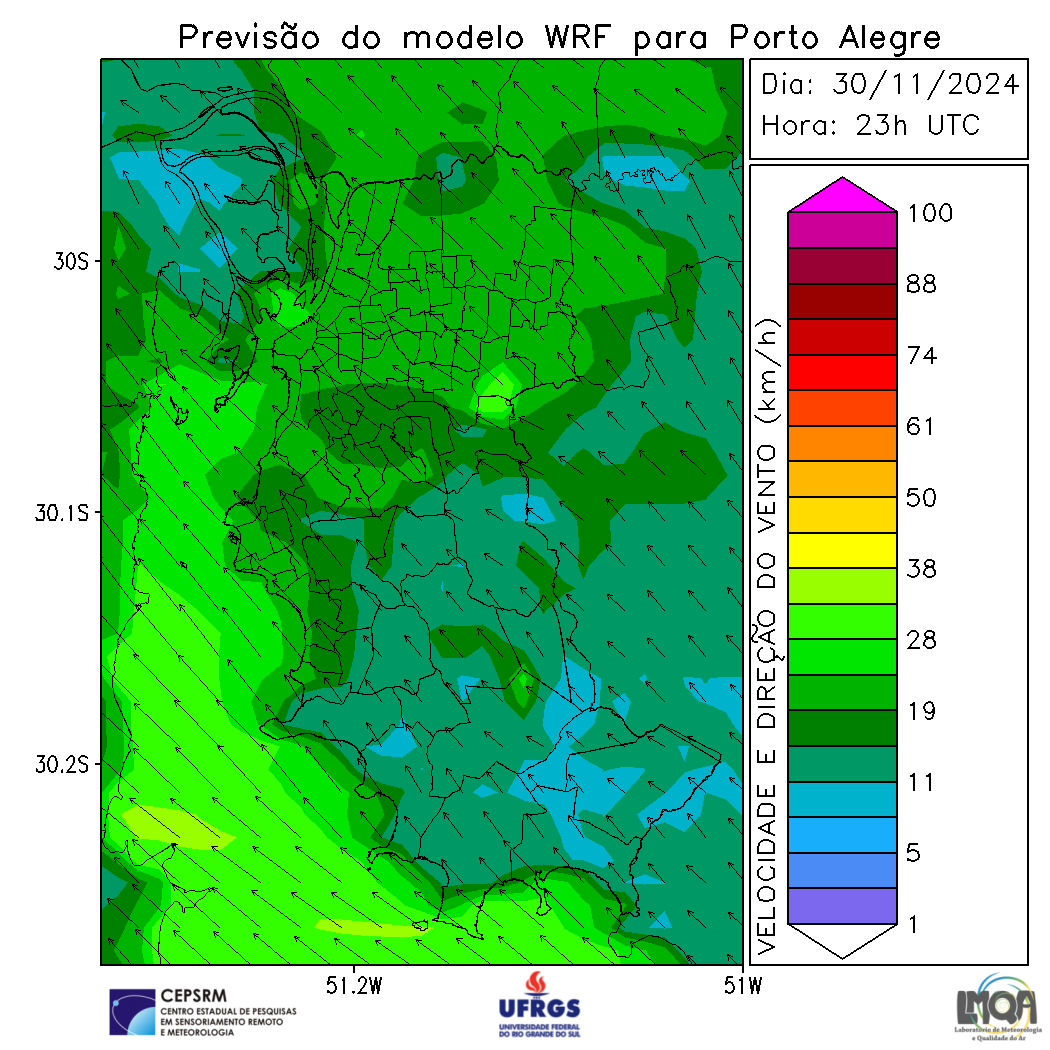 Previsão do modelo WRF para Porto Alegre
Dia: 30/11/2024
Hora: 23h UTC
30S
30.1S
30.2S
51.2W
51W
VELOCIDADE E DIREÇÃO DO VENTO (km/h)
100
88
74
61
50
38
28
19
11
5
1
CEPSRM
CENTRO ESTADUAL DE PESQUISAS
EM SENSORIAMENTO REMOTO
E METEOROLOGIA
UFRGS
UNIVERSIDADE FEDERAL
DO RIO GRANDE DO SUL
LMQA
Laboratório de Meteorologia
e Qualidade do Ar